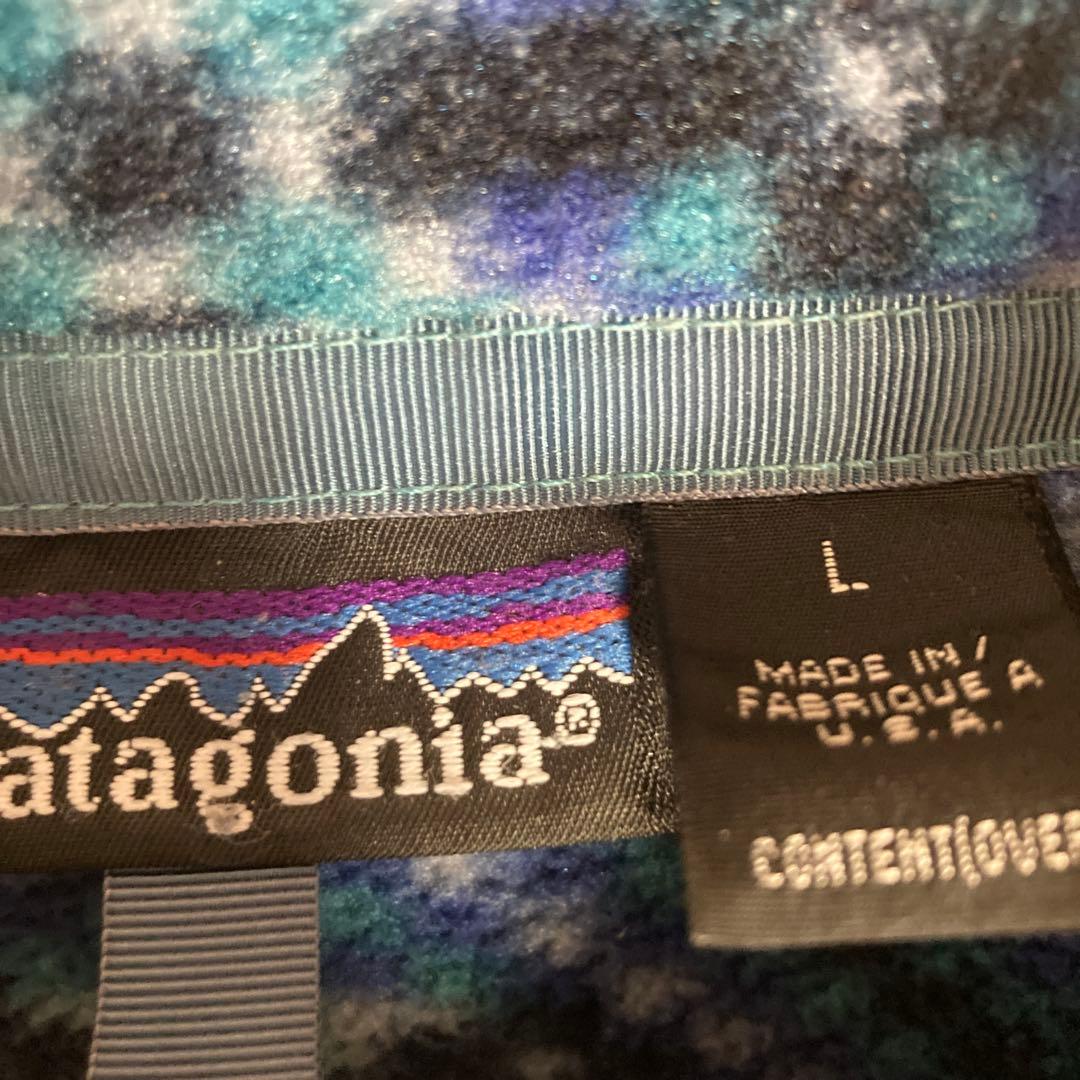 atagonia®
L
MADE IN/
FABRIQUE A
U.S.A.
CONTENT(OVER